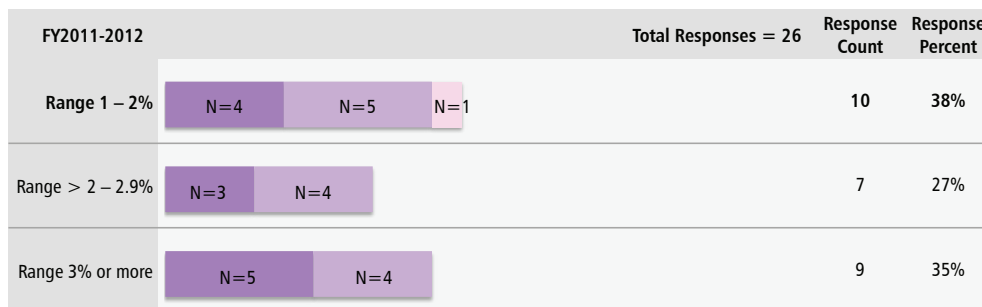 FY2011-2012 Total Responses = 26 Response Count Response Percent
Range 1 – 2% N=4 N=5 N=1 10 38%
Range > 2 – 2.9% N=3 N=4 7 27%
Range 3% or more N=5 N=4 9 35%